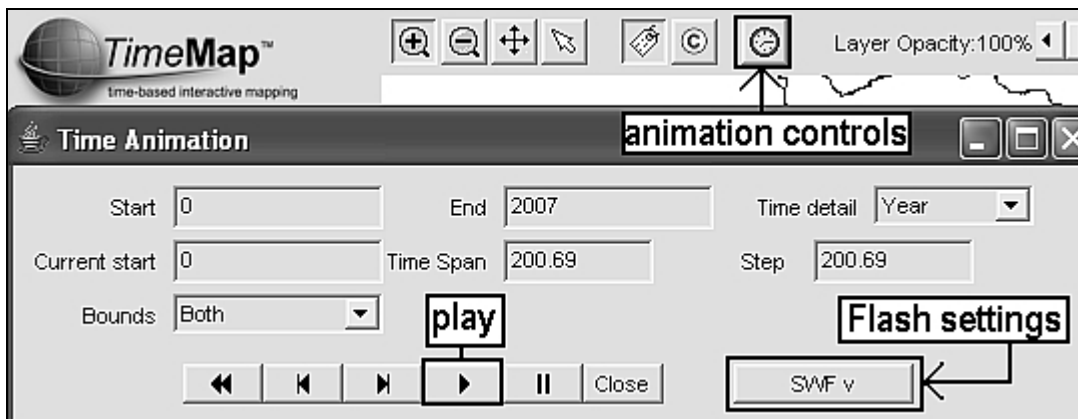 TimeMap™
time-based interactive mapping
©
Layer Opacity:100%
animation controls
Time Animation
Start 0 End 2007 Time detail Year
Current start 0 Time Span 200.69 Step 200.69
Bounds Both
play
Flash settings
Close SWF v